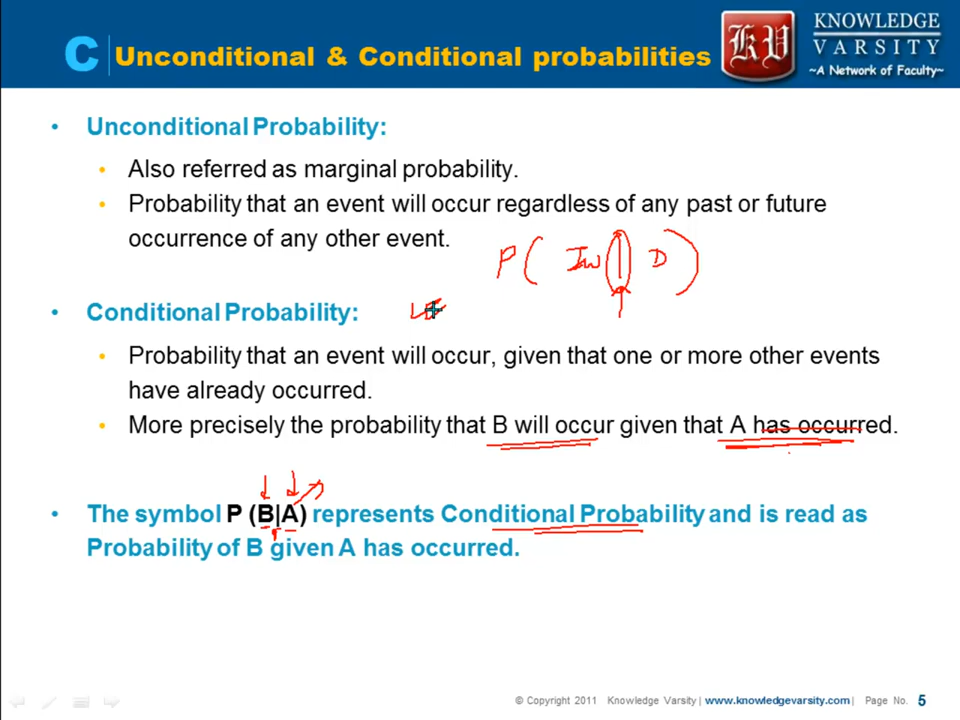 C Unconditional & Conditional probabilities
KV
KNOWLEDGE
VARSITY
~A Network of Faculty~
• Unconditional Probability:
• Also referred as marginal probability.
• Probability that an event will occur regardless of any past or future
occurrence of any other event.
P( Iw | D )
• Conditional Probability:
• Probability that an event will occur, given that one or more other events
have already occurred.
• More precisely the probability that B will occur given that A has occurred.
• The symbol P (B|A) represents Conditional Probability and is read as
Probability of B given A has occurred.
© Copyright 2011 Knowledge Varsity | www.knowledgevarsity.com | Page No. 5